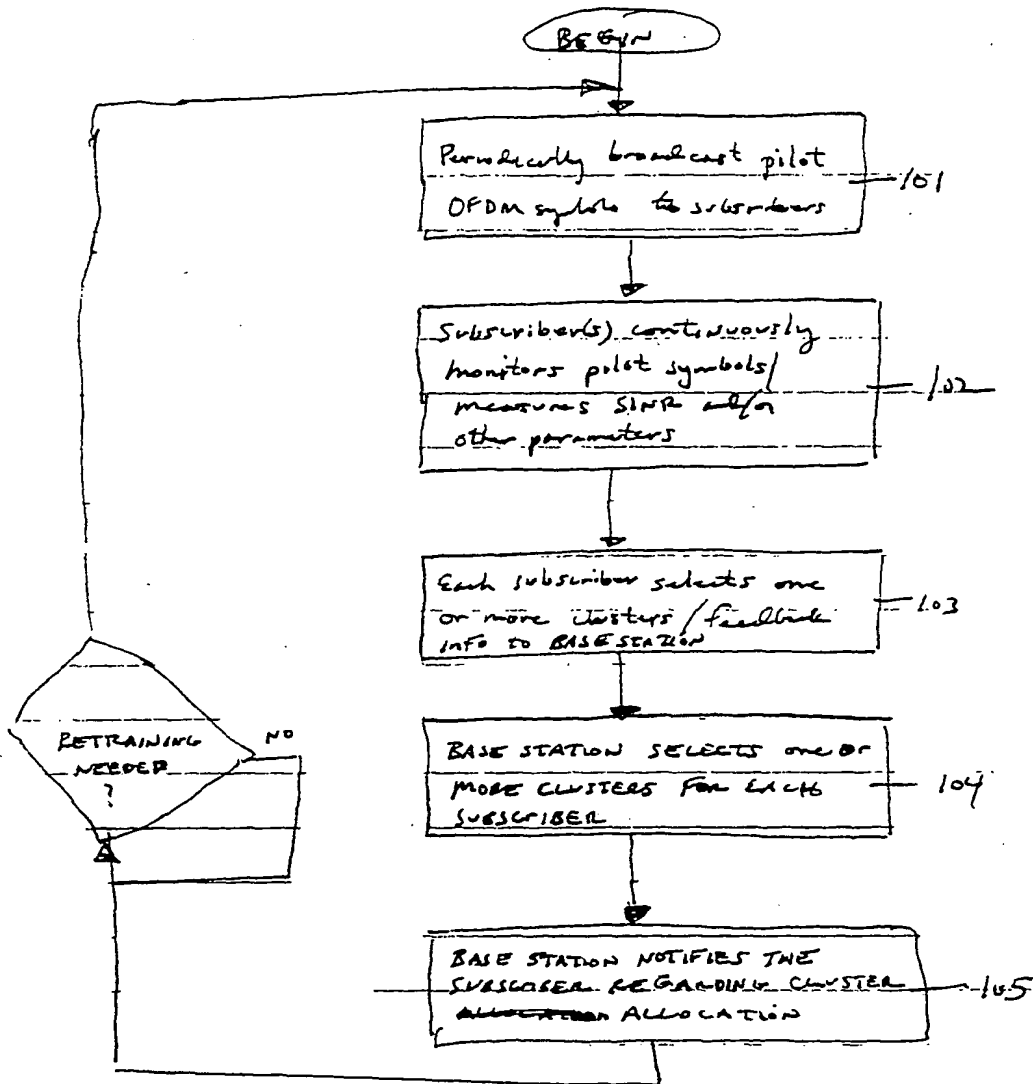 BEGIN
Periodically broadcast pilot
OFDM symbols to subscribers
101
Subscriber(s) continuously
monitors pilot symbols/
measures SINR and/or
other parameters
102
Each subscriber selects one
or more clusters/feedback
info to BASE STATION
103
BASE STATION SELECTS one OR
MORE CLUSTERS FOR EACH
SUBSCRIBER
104
BASE STATION NOTIFIES THE
SUBSCRIBER REGARDING CLUSTER
ALLOCATION
105
RETRAINING
NEEDED
?
NO